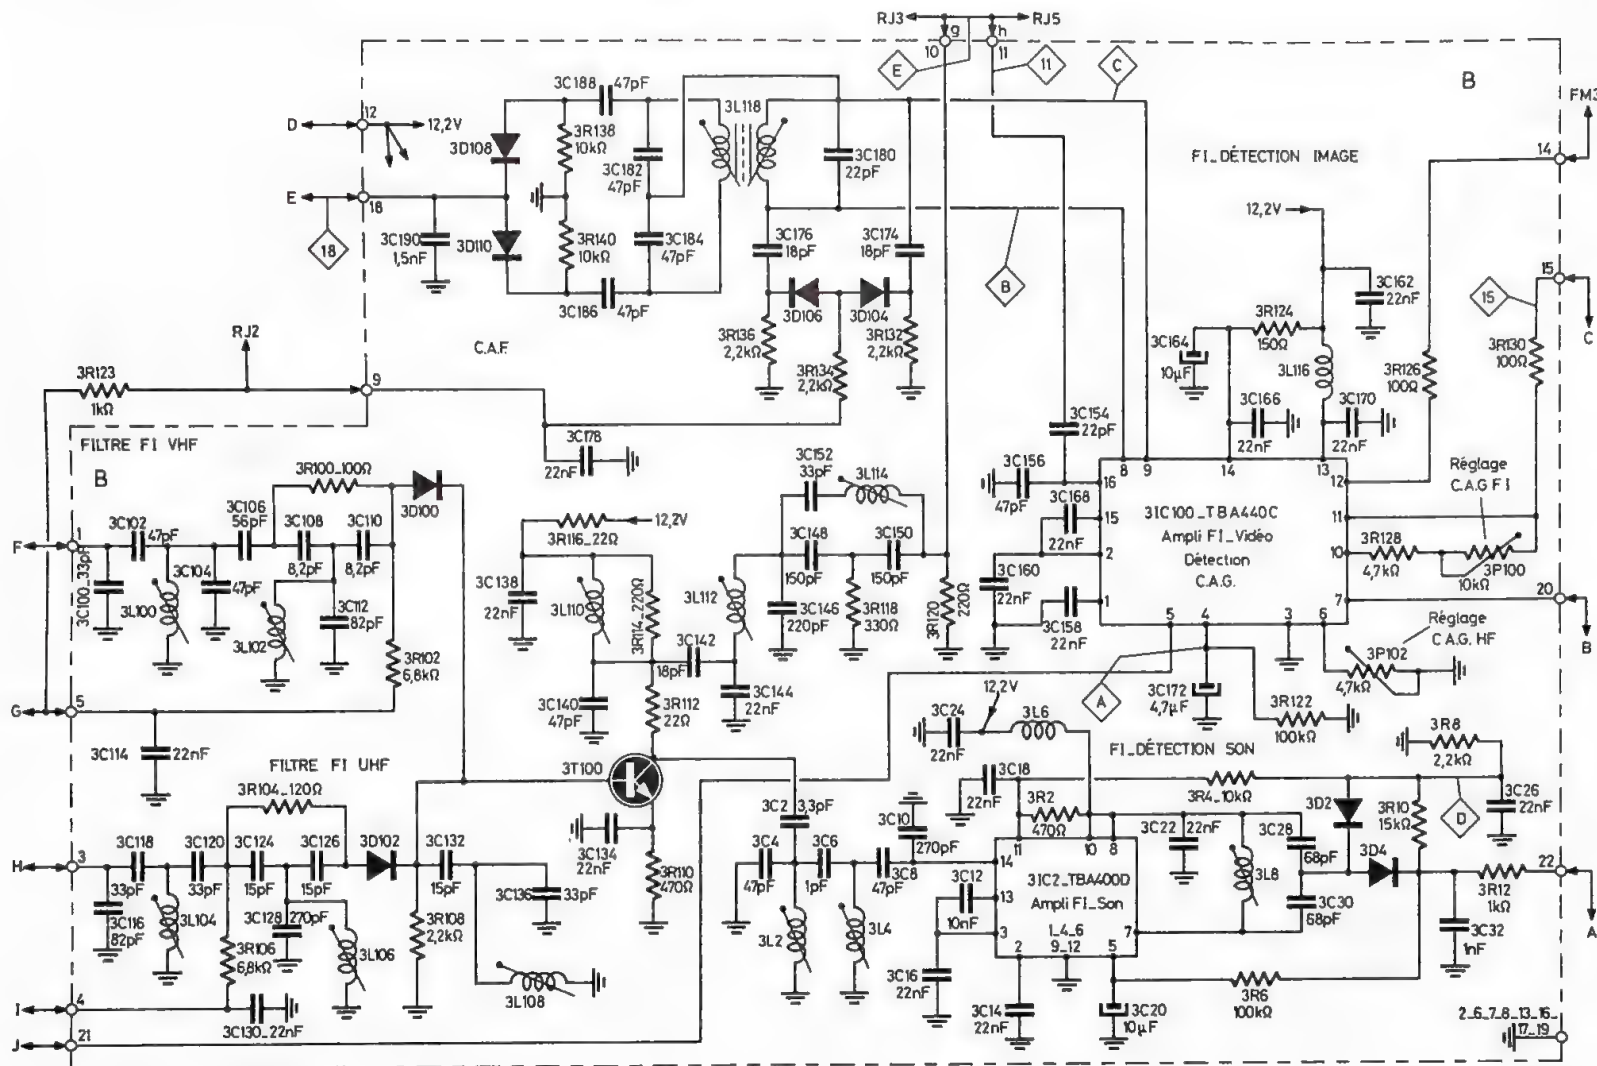 RJ3
RJ5
g
h
10
11
E
11
C
B
FM3
D
12
12,2V
3C188
47pF
3D108
3R138
10kΩ
3C182
47pF
3L118
3C180
22pF
FI_DÉTECTION IMAGE
14
E
18
18
3C190
1,5nF
3D110
3R140
10kΩ
3C184
47pF
3C186
47pF
3C176
18pF
3C174
18pF
B
12,2V
3C162
22nF
15
15
C
3D106
3D104
3R136
2,2kΩ
3R134
2,2kΩ
3R132
2,2kΩ
3R124
150Ω
3C164
10µF
3L116
3R126
100Ω
3R130
100Ω
C.A.F.
RJ2
3R123
1kΩ
9
3C178
22nF
3C154
22pF
3C166
22nF
3C170
22nF
FILTRE FI VHF
B
3R100_100Ω
3D100
3C152
33pF
3L114
3C156
47pF
8
9
14
13
16
12
Réglage
C.A.G FI
F
1
3C102
47pF
3C106
56pF
3C108
8,2pF
3C110
8,2pF
3C100_33pF
3L100
3C104
47pF
3L102
3C112
82pF
3R102
6,8kΩ
12,2V
3R116_22Ω
3C138
22nF
3L110
3R114_220Ω
3L112
3C148
150pF
3C150
150pF
3C146
220pF
3R118
330Ω
3R120
220Ω
3C168
22nF
15
2
3C160
22nF
3C158
22nF
1
3IC100_TBA440C
Ampli FI_Vidéo
Détection
C.A.G.
11
10
3R128
4,7kΩ
3P100
10kΩ
7
20
B
5
4
3
6
Réglage
C.A.G. HF
3P102
4,7kΩ
3C142
18pF
3C140
47pF
3R112
22Ω
3C144
22nF
A
3C172
4,7µF
3R122
100kΩ
G
5
3C114
22nF
12,2V
3C24
22nF
3L6
FI_DÉTECTION SON
3R8
2,2kΩ
FILTRE FI UHF
3R104_120Ω
3T100
3C2
3,3pF
3C18
22nF
3R2
470Ω
3R4_10kΩ
3D2
3R10
15kΩ
D
3C26
22nF
H
3
3C118
33pF
3C120
33pF
3C124
15pF
3C126
15pF
3D102
3C132
15pF
3C134
22nF
3R110
470Ω
3C4
47pF
3C6
1pF
3C8
47pF
3C10
270pF
3C22
22nF
3C28
68pF
3L8
3D4
3C30
68pF
22
3R12
1kΩ
3C32
1nF
A
3C116
82pF
3L104
3C128
270pF
3L106
3R106
6,8kΩ
3R108
2,2kΩ
3C136
33pF
3L108
3L2
3L4
3C12
10nF
11
10
8
14
13
3
3IC2_TBA400D
Ampli FI_Son
1_4_6
9_12
2
5
7
3C16
22nF
3C14
22nF
3C20
10µF
3R6
100kΩ
I
4
3C130_22nF
J
21
2_6_7_8_13_16_
17_19